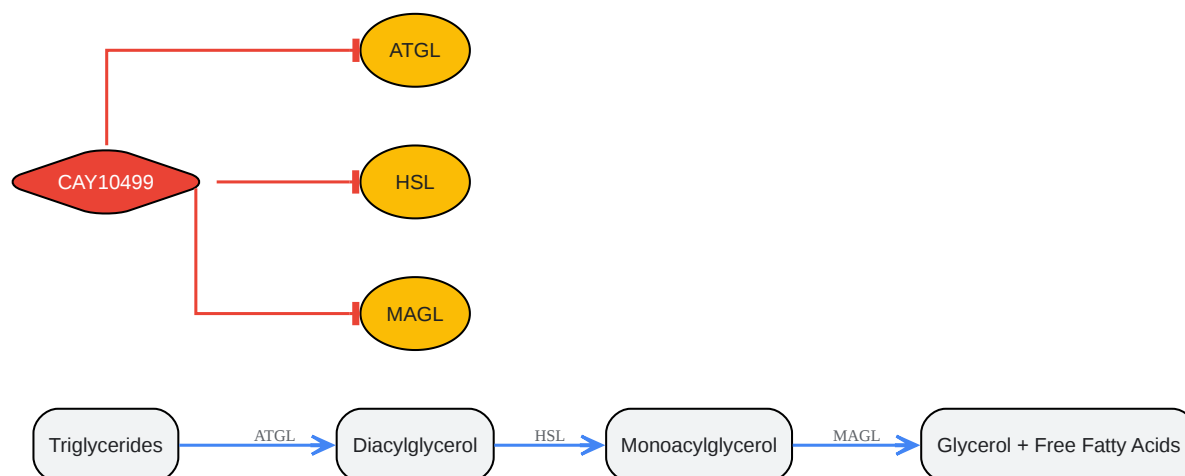 ATGL
CAY10499
HSL
MAGL
Triglycerides
ATGL
Diacylglycerol
HSL
Monoacylglycerol
MAGL
Glycerol + Free Fatty Acids